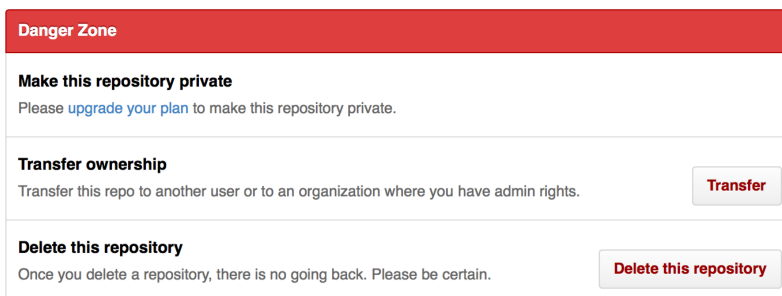 Danger Zone
Make this repository private
Please upgrade your plan to make this repository private.
Transfer ownership
Transfer this repo to another user or to an organization where you have admin rights.
Transfer
Delete this repository
Once you delete a repository, there is no going back. Please be certain.
Delete this repository